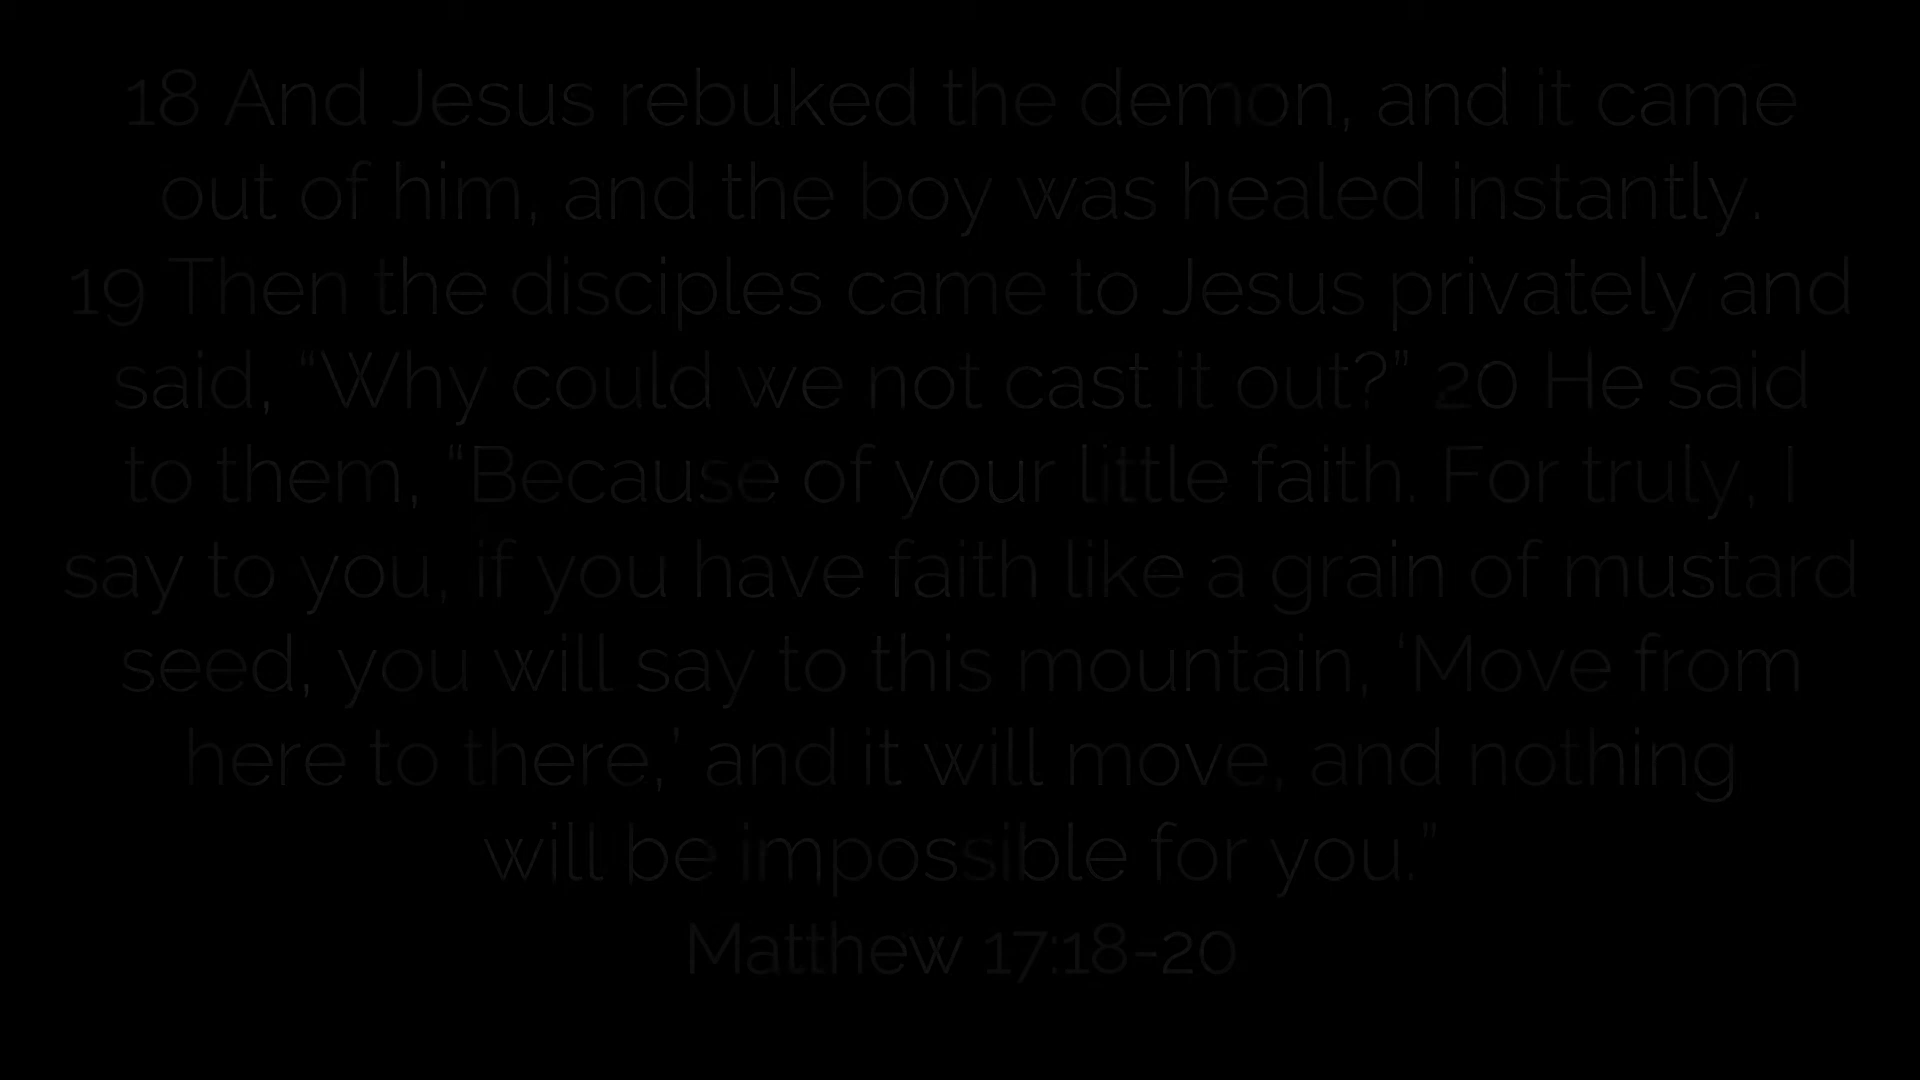 18 And Jesus rebuked the demon, and it came
out of him, and the boy was healed instantly.
19 Then the disciples came to Jesus privately and
said, “Why could we not cast it out?” 20 He said
to them, “Because of your little faith. For truly, I
say to you, if you have faith like a grain of mustard
seed, you will say to this mountain, ‘Move from
here to there,’ and it will move, and nothing
will be impossible for you.”
Matthew 17:18-20